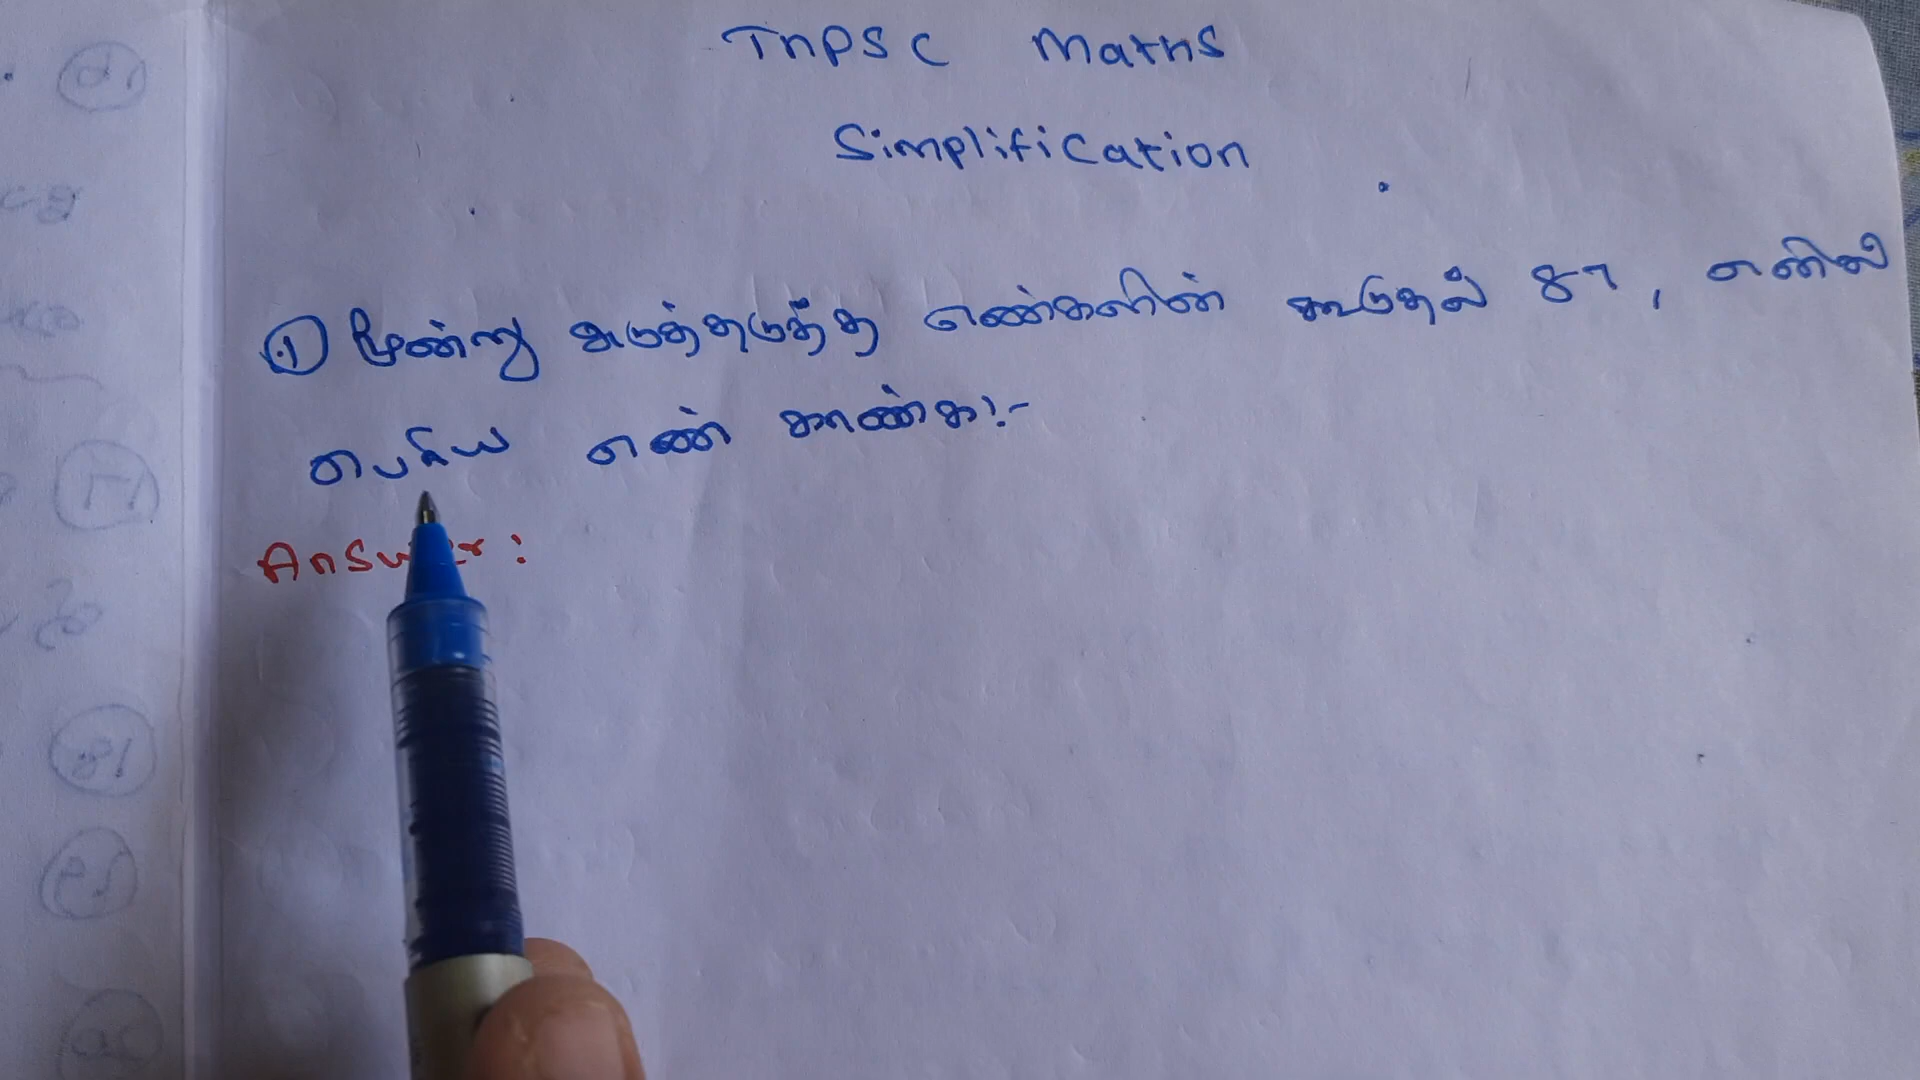 TnPSC Maths
Simplification
① மூன்று அடுத்தடுத்த எண்களின் கூடுதல் 87, எனில்
பெரிய எண் காண்க:-
Answer: